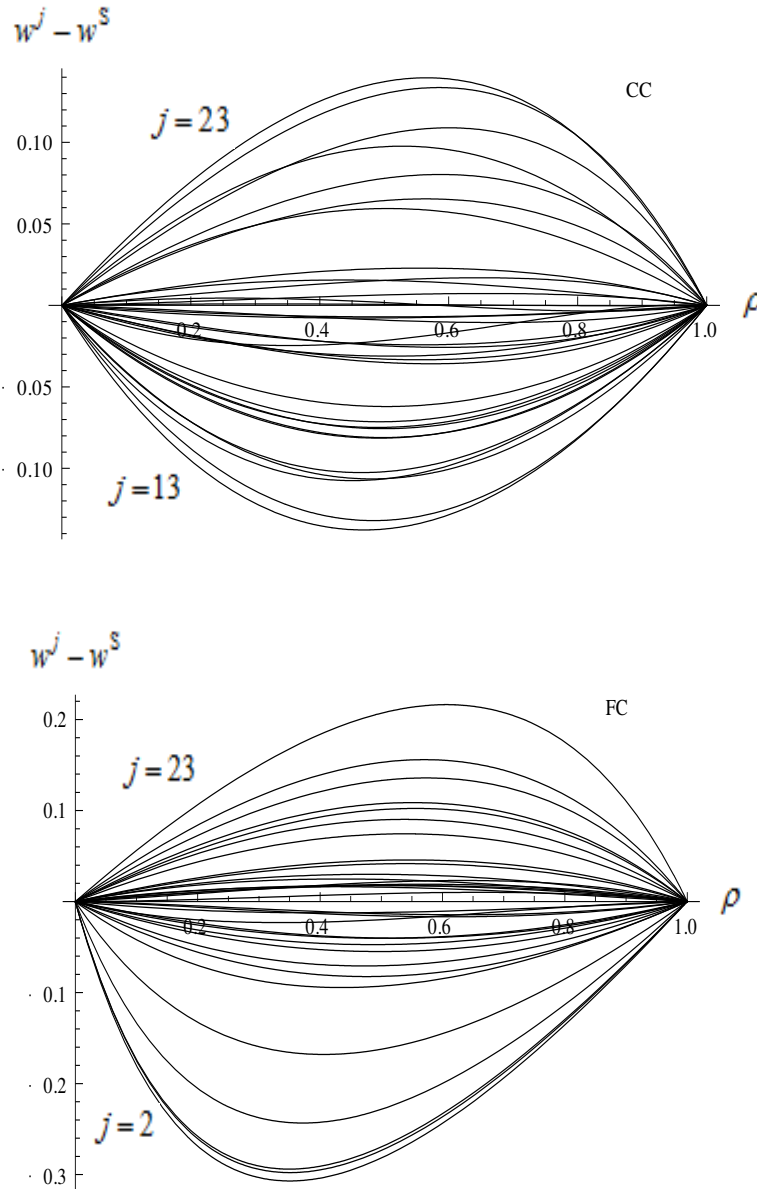 w^j − w^S
CC
j = 23
0.10
0.05
ρ
0.2 0.4 0.6 0.8 1.0
· 0.05
· 0.10
j = 13
w^j − w^S
FC
0.2
j = 23
0.1
ρ
0.2 0.4 0.6 0.8 1.0
· 0.1
· 0.2
j = 2
· 0.3